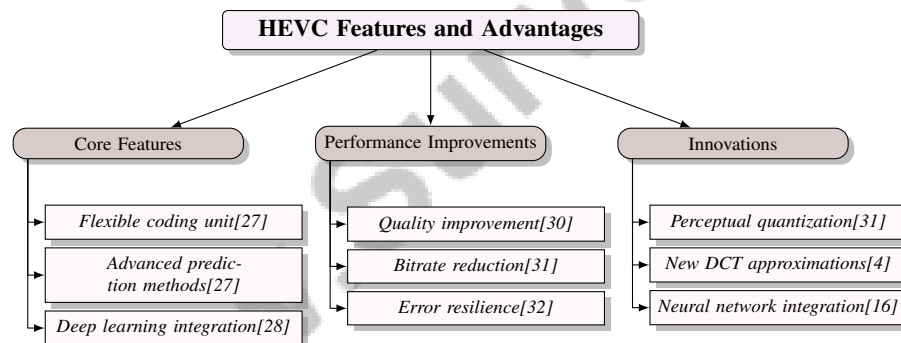 HEVC Features and Advantages
Core Features
Flexible coding unit[27]
Advanced predic-
tion methods[27]
Deep learning integration[28]
Performance Improvements
Quality improvement[30]
Bitrate reduction[31]
Error resilience[32]
Innovations
Perceptual quantization[31]
New DCT approximations[4]
Neural network integration[16]